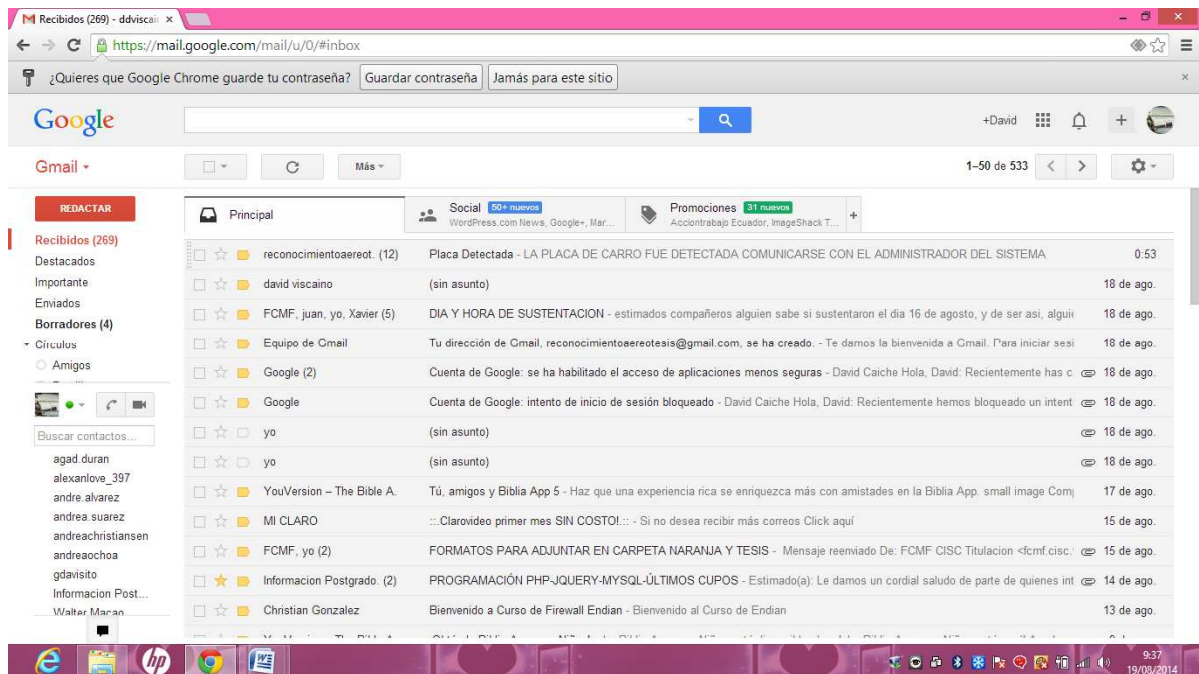 Recibidos (269) - ddviscain ×
https://mail.google.com/mail/u/0/#inbox
¿Quieres que Google Chrome guarde tu contraseña? Guardar contraseña Jamás para este sitio ×
Google +David +
Gmail Más 1–50 de 533
REDACTAR
Recibidos (269)
Destacados
Importante
Enviados
Borradores (4)
Círculos
Amigos
Buscar contactos...
agad.duran
alexanlove_397
andre.alvarez
andrea.suarez
andreachristiansen
andreaochoa
gdavisito
Informacion Post...
Walter Macao
Principal
Social 50+ nuevos
WordPress.com News, Google+, Mar...
Promociones 31 nuevos
Acciontrabajo Ecuador, ImageShack T...
+
reconocimientoaereot. (12) Placa Detectada - LA PLACA DE CARRO FUE DETECTADA COMUNICARSE CON EL ADMINISTRADOR DEL SISTEMA 0:53
david viscaino (sin asunto) 18 de ago.
FCMF, juan, yo, Xavier (5) DIA Y HORA DE SUSTENTACION - estimados compañeros alguien sabe si sustentaron el dia 16 de agosto, y de ser asi, alguie 18 de ago.
Equipo de Gmail Tu dirección de Gmail, reconocimientoaereotesis@gmail.com, se ha creado. - Te damos la bienvenida a Gmail. Para iniciar sesi 18 de ago.
Google (2) Cuenta de Google: se ha habilitado el acceso de aplicaciones menos seguras - David Caiche Hola, David: Recientemente has c 18 de ago.
Google Cuenta de Google: intento de inicio de sesión bloqueado - David Caiche Hola, David: Recientemente hemos bloqueado un intent 18 de ago.
yo (sin asunto) 18 de ago.
yo (sin asunto) 18 de ago.
YouVersion – The Bible A. Tú, amigos y Biblia App 5 - Haz que una experiencia rica se enriquezca más con amistades en la Biblia App. small image Comp 17 de ago.
MI CLARO ::.Clarovideo primer mes SIN COSTO!.:: - Si no desea recibir más correos Click aquí 15 de ago.
FCMF, yo (2) FORMATOS PARA ADJUNTAR EN CARPETA NARANJA Y TESIS - Mensaje reenviado De: FCMF CISC Titulacion <fcmf.cisc. 15 de ago.
Informacion Postgrado. (2) PROGRAMACIÓN PHP-JQUERY-MYSQL-ÚLTIMOS CUPOS - Estimado(a): Le damos un cordial saludo de parte de quienes int 14 de ago.
Christian Gonzalez Bienvenido a Curso de Firewall Endian - Bienvenido al Curso de Endian 13 de ago.
hp
9:37
19/08/2014